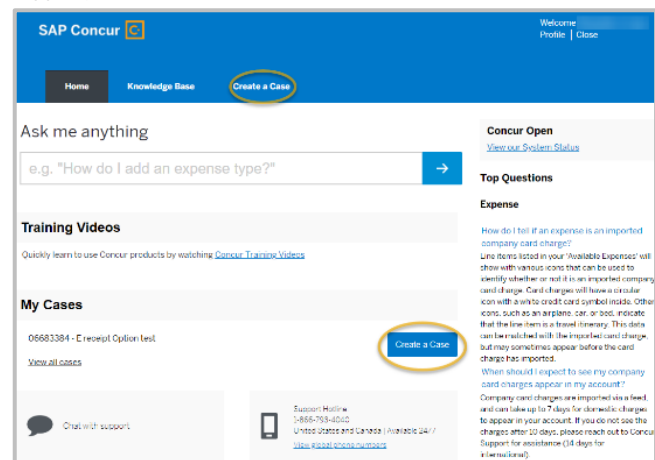 SAP Concur C
Welcome
Profile | Close
Home Knowledge Base Create a Case
Ask me anything
e.g. "How do I add an expense type?"
Training Videos
Quickly learn to use Concur products by watching Concur Training Videos
My Cases
06683384 - E receipt Option test
Create a Case
View all cases
Chat with support
Support Hotline
1-866-793-4040
United States and Canada | Available 24/7
View global phone numbers
Concur Open
View our System Status
Top Questions
Expense
How do I tell if an expense is an imported
company card charge?
Line items listed in your 'Available Expenses' will
show with various icons that can be used to
identify whether or not it is an imported company
card charge. Card charges will have a circular
icon with a white credit card symbol inside. Other
icons, such as an airplane, car, or bed, indicate
that the line item is a travel itinerary. This data
can be matched with the imported card charge,
but may sometimes appear before the card
charge has imported.
When should I expect to see my company
card charges appear in my account?
Company card charges are imported via a feed,
and can take up to 7 days for domestic charges
to appear in your account. If you do not see the
charges after 10 days, please reach out to Concur
Support for assistance (14 days for
international).